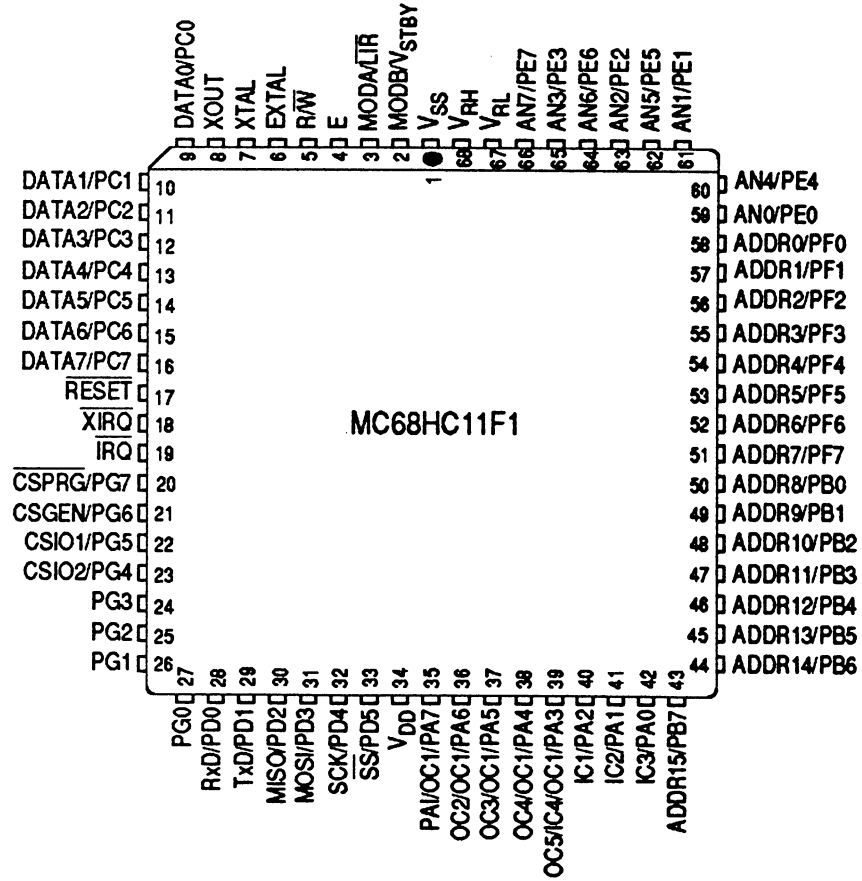 DATA0/PC0
XOUT
XTAL
EXTAL
R/W̅
E
MODA/L̅I̅R̅
MODB/VSTBY
VSS
VRH
VRL
AN7/PE7
AN3/PE3
AN6/PE6
AN2/PE2
AN5/PE5
AN1/PE1
9 8 7 6 5 4 3 2 1 68 67 66 65 64 63 62 61
DATA1/PC1 10
DATA2/PC2 11
DATA3/PC3 12
DATA4/PC4 13
DATA5/PC5 14
DATA6/PC6 15
DATA7/PC7 16
R̅E̅S̅E̅T̅ 17
X̅I̅R̅Q̅ 18
I̅R̅Q̅ 19
C̅S̅P̅R̅G̅/PG7 20
CSGEN/PG6 21
CSIO1/PG5 22
CSIO2/PG4 23
PG3 24
PG2 25
PG1 26
MC68HC11F1
60 AN4/PE4
59 AN0/PE0
58 ADDR0/PF0
57 ADDR1/PF1
56 ADDR2/PF2
55 ADDR3/PF3
54 ADDR4/PF4
53 ADDR5/PF5
52 ADDR6/PF6
51 ADDR7/PF7
50 ADDR8/PB0
49 ADDR9/PB1
48 ADDR10/PB2
47 ADDR11/PB3
46 ADDR12/PB4
45 ADDR13/PB5
44 ADDR14/PB6
27 28 29 30 31 32 33 34 35 36 37 38 39 40 41 42 43
PG0
RxD/PD0
TxD/PD1
MISO/PD2
MOSI/PD3
SCK/PD4
S̅S̅/PD5
VDD
PAI/OC1/PA7
OC2/OC1/PA6
OC3/OC1/PA5
OC4/OC1/PA4
OC5/IC4/OC1/PA3
IC1/PA2
IC2/PA1
IC3/PA0
ADDR15/PB7